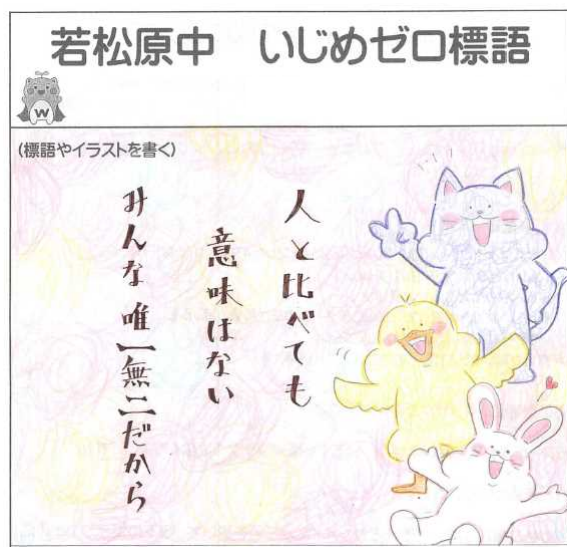 若松原中　いじめゼロ標語
W
(標語やイラストを書く)
人と比べても
意味はない
みんな唯一無二だから